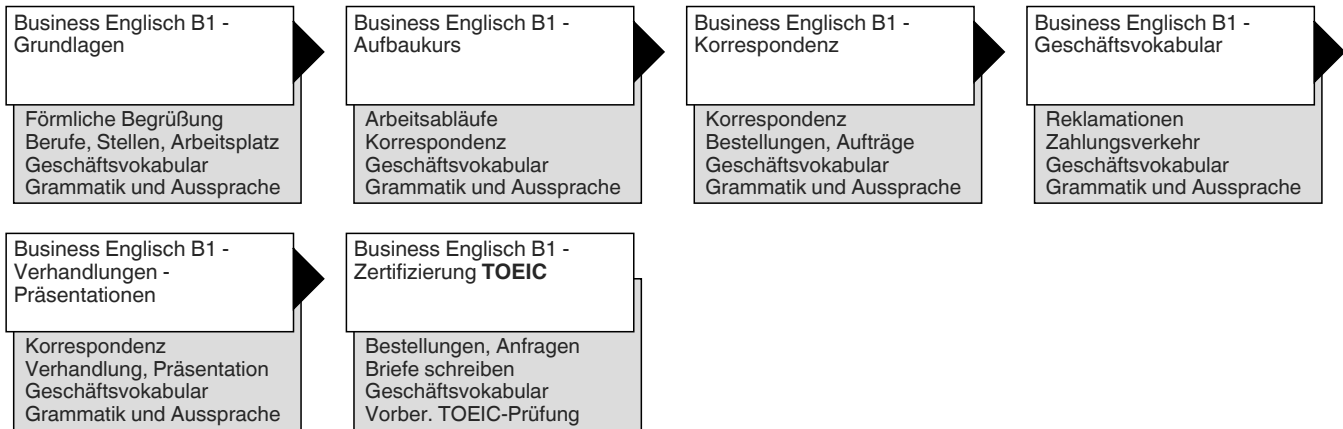 Business Englisch B1 -
Grundlagen
Förmliche Begrüßung
Berufe, Stellen, Arbeitsplatz
Geschäftsvokabular
Grammatik und Aussprache
Business Englisch B1 -
Aufbaukurs
Arbeitsabläufe
Korrespondenz
Geschäftsvokabular
Grammatik und Aussprache
Business Englisch B1 -
Korrespondenz
Korrespondenz
Bestellungen, Aufträge
Geschäftsvokabular
Grammatik und Aussprache
Business Englisch B1 -
Geschäftsvokabular
Reklamationen
Zahlungsverkehr
Geschäftsvokabular
Grammatik und Aussprache
Business Englisch B1 -
Verhandlungen -
Präsentationen
Korrespondenz
Verhandlung, Präsentation
Geschäftsvokabular
Grammatik und Aussprache
Business Englisch B1 -
Zertifizierung TOEIC
Bestellungen, Anfragen
Briefe schreiben
Geschäftsvokabular
Vorber. TOEIC-Prüfung